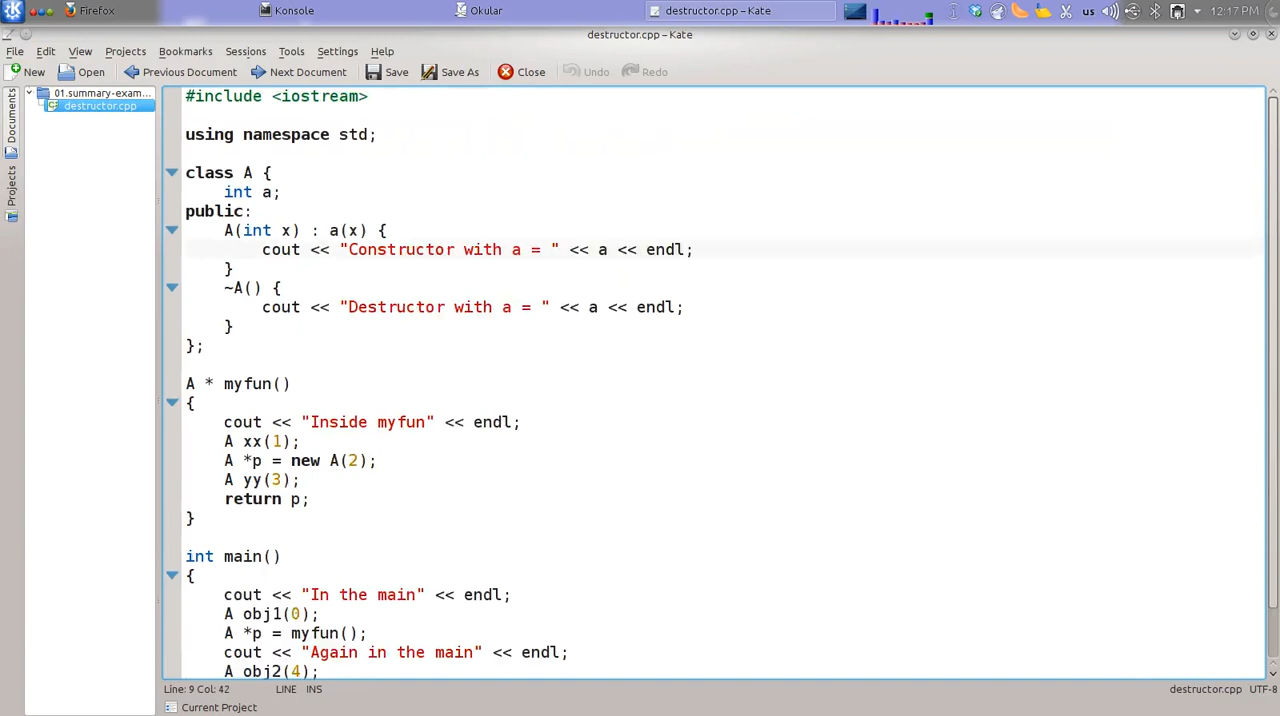 Firefox
Konsole
Okular
destructor.cpp – Kate
us
12:17 PM
destructor.cpp – Kate
File Edit View Projects Bookmarks Sessions Tools Settings Help
New Open Previous Document Next Document Save Save As Close Undo Redo
Documents
Projects
01.summary-exam...
destructor.cpp
#include <iostream>
using namespace std;
class A {
    int a;
public:
    A(int x) : a(x) {
        cout << "Constructor with a = " << a << endl;
    }
    ~A() {
        cout << "Destructor with a = " << a << endl;
    }
};
A * myfun()
{
    cout << "Inside myfun" << endl;
    A xx(1);
    A *p = new A(2);
    A yy(3);
    return p;
}
int main()
{
    cout << "In the main" << endl;
    A obj1(0);
    A *p = myfun();
    cout << "Again in the main" << endl;
    A obj2(4);
Line: 9 Col: 42 LINE INS destructor.cpp UTF-8
Current Project